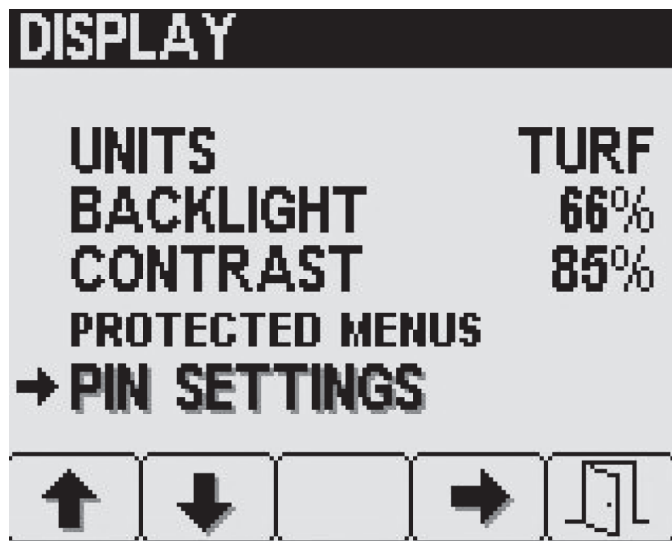 DISPLAY
UNITS TURF
BACKLIGHT 66%
CONTRAST 85%
PROTECTED MENUS
PIN SETTINGS